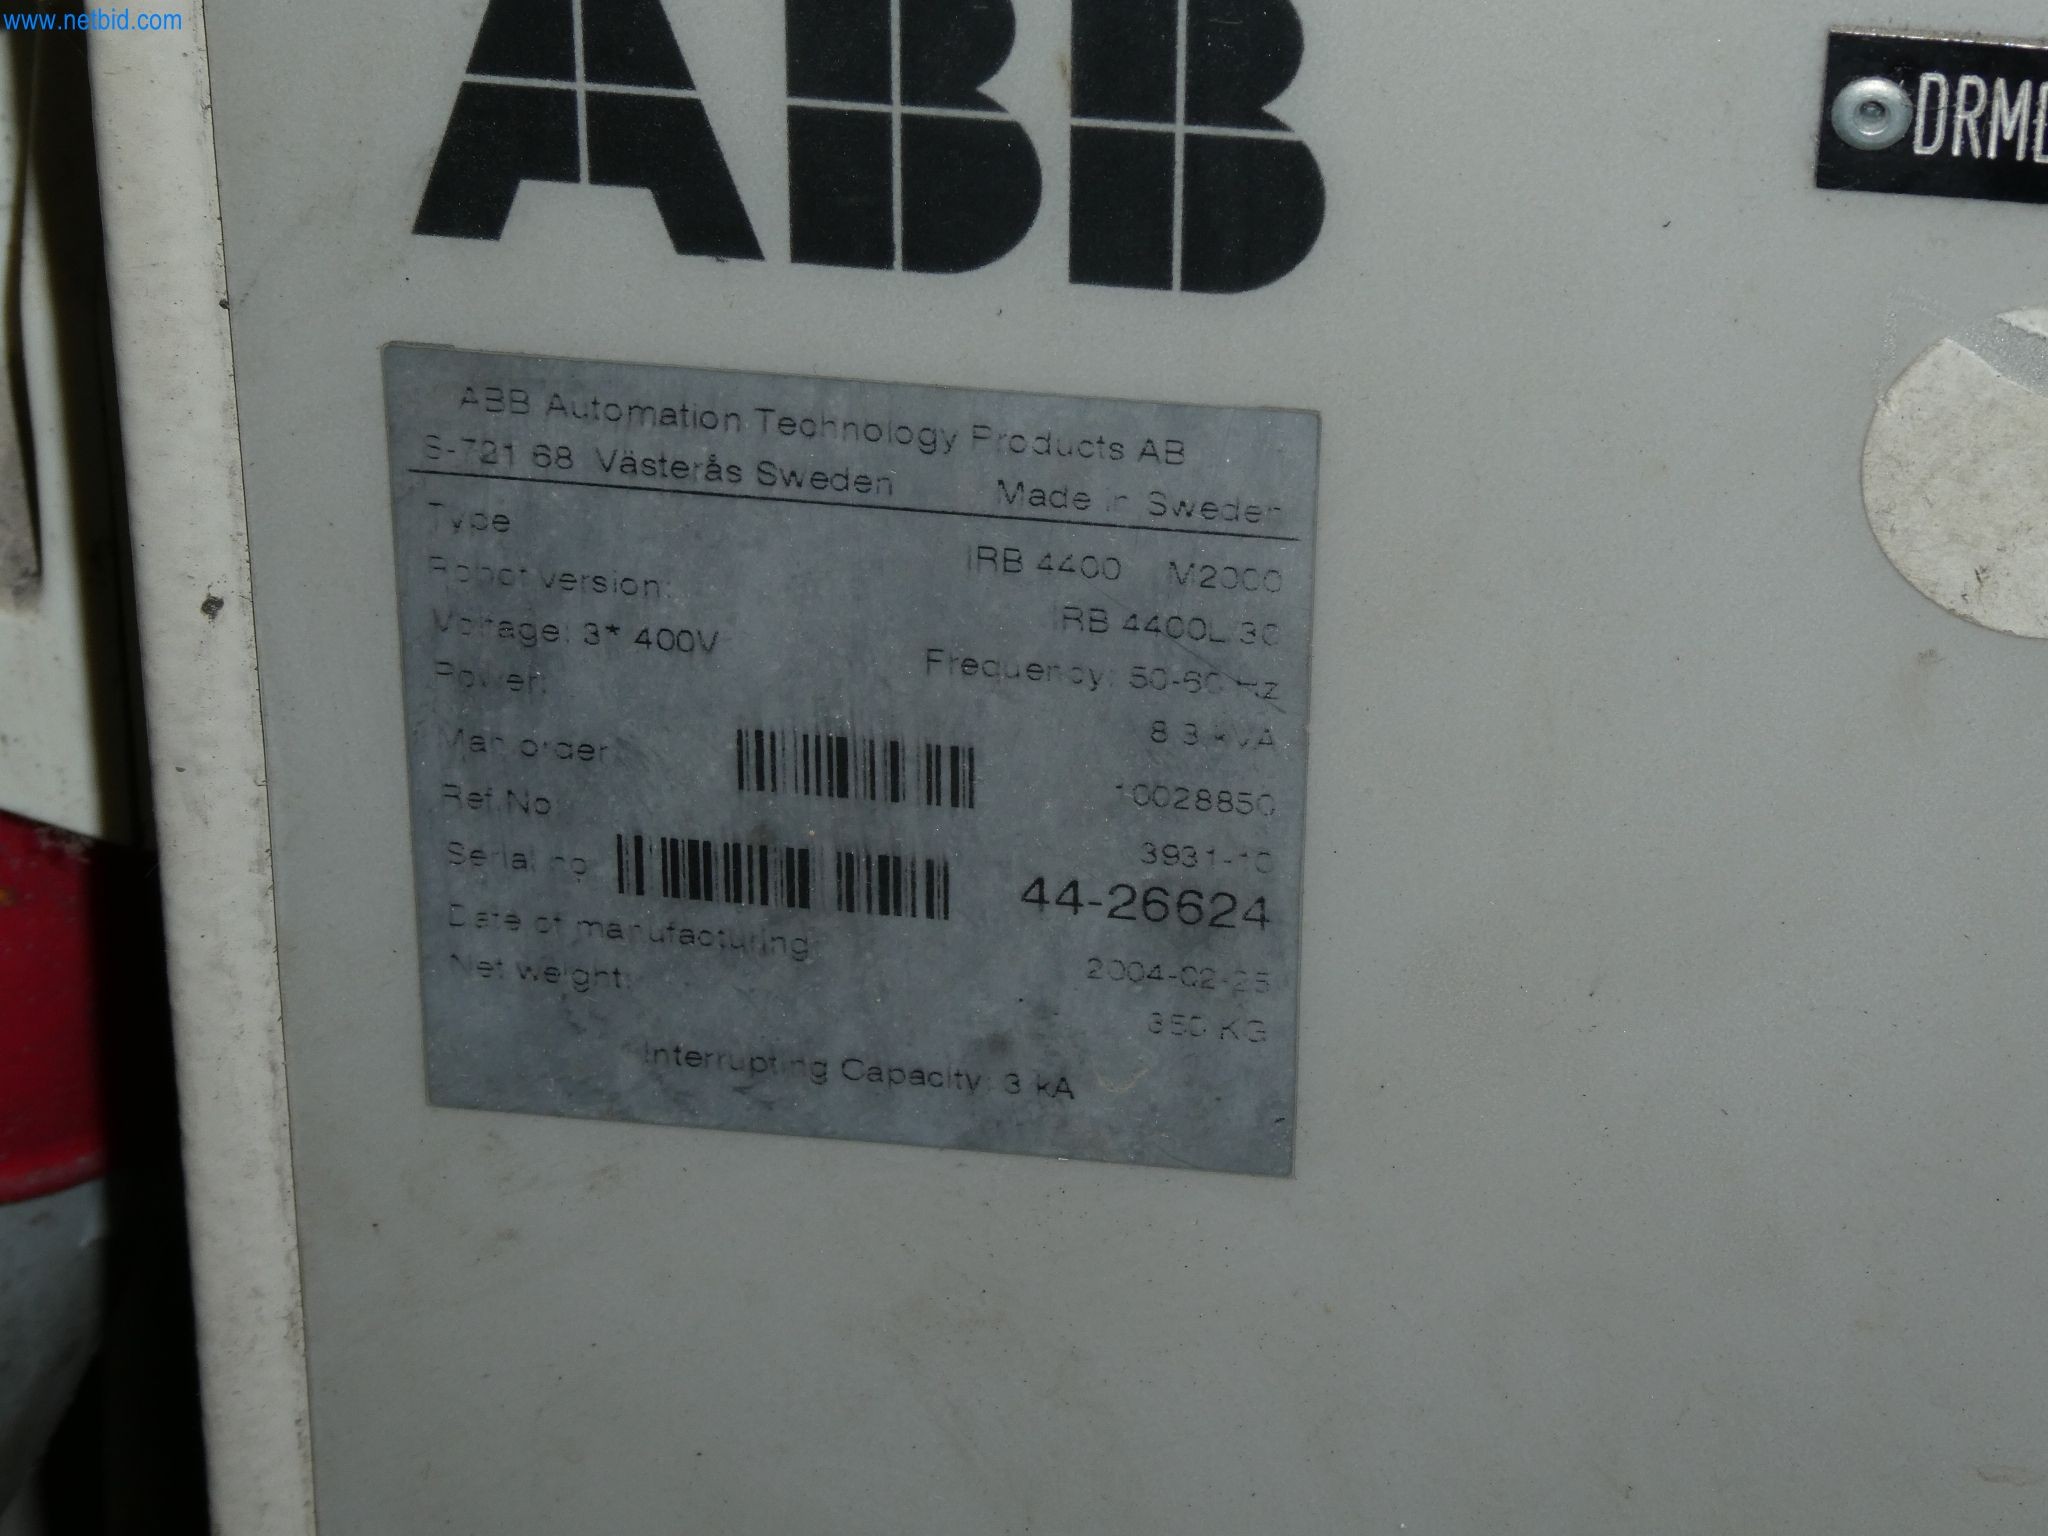 www.netbid.com
ABB
DRM
ABB Automation Technology Products AB
S-721 68 Västerås Sweden Made in Sweden
Type IRB 4400 M2000
Robot version: IRB 4400L/30
Voltage: 3* 400V Frequency: 50-60 Hz
Power: 8.3 kVA
Man order 10028850
Ref.No 3931-10
Serial no 44-26624
Date of manufacturing 2004-02-25
Net weight: 350 KG
Interrupting Capacity: 3 kA